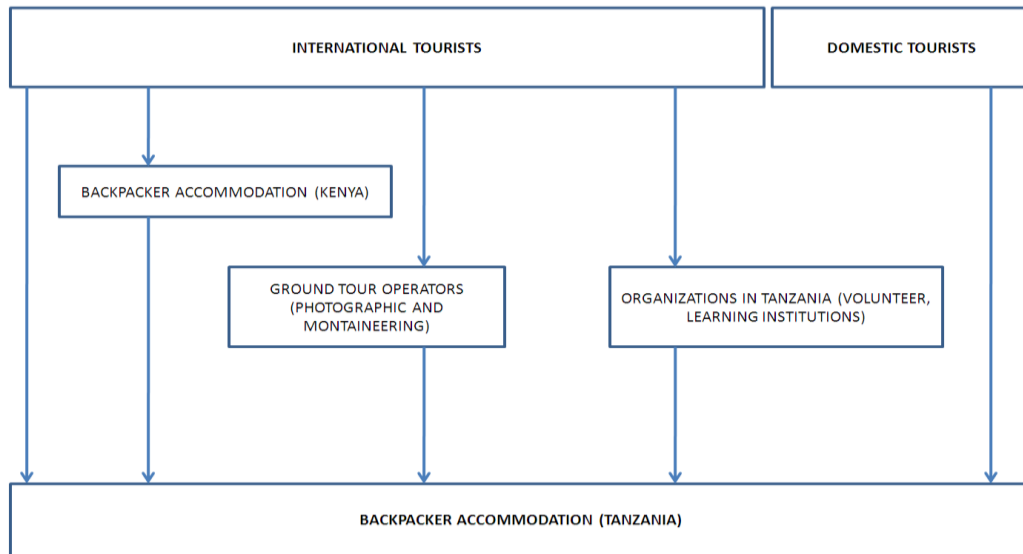 INTERNATIONAL TOURISTS
DOMESTIC TOURISTS
BACKPACKER ACCOMMODATION (KENYA)
GROUND TOUR OPERATORS
(PHOTOGRAPHIC AND
MONTAINEERING)
ORGANIZATIONS IN TANZANIA (VOLUNTEER,
LEARNING INSTITUTIONS)
BACKPACKER ACCOMMODATION (TANZANIA)